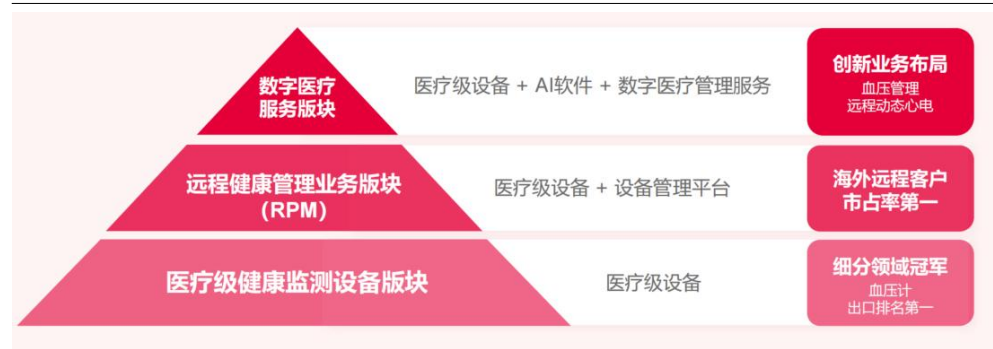 数字医疗
服务版块
医疗级设备 + AI软件 + 数字医疗管理服务
创新业务布局
血压管理
远程动态心电
远程健康管理业务版块
(RPM)
医疗级设备 + 设备管理平台
海外远程客户
市占率第一
医疗级健康监测设备版块
医疗级设备
细分领域冠军
血压计
出口排名第一